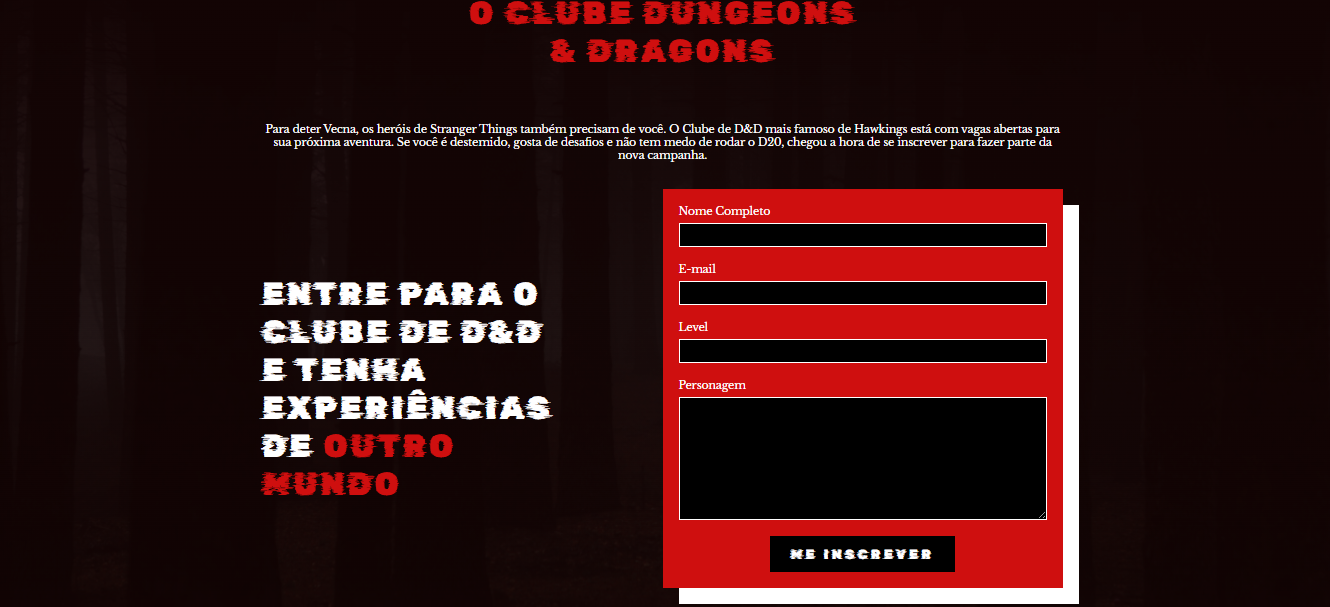 O CLUBE DUNGEONS
& DRAGONS
Para deter Vecna, os heróis de Stranger Things também precisam de você. O Clube de D&D mais famoso de Hawkings está com vagas abertas para
sua próxima aventura. Se você é destemido, gosta de desafios e não tem medo de rodar o D20, chegou a hora de se inscrever para fazer parte da
nova campanha.
ENTRE PARA O
CLUBE DE D&D
E TENHA
EXPERIÊNCIAS
DE OUTRO
MUNDO
Nome Completo
E-mail
Level
Personagem
ME INSCREVER